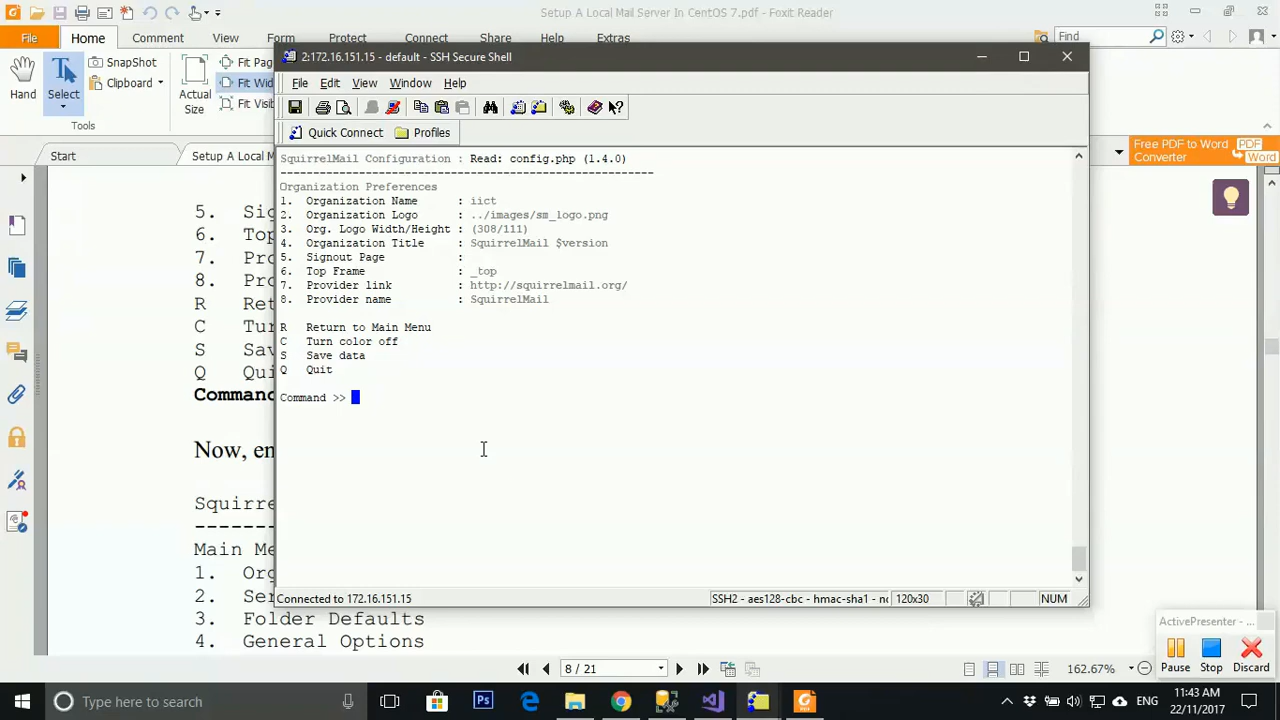 Setup A Local Mail Server In CentOS 7.pdf - Foxit Reader
File Home Comment View Form Protect Connect Share Help Extras
Find
Hand
Select
SnapShot
Clipboard
Actual Size
Fit Pag
Fit Wid
Fit Visib
Tools
Start
Setup A Local M
Free PDF to Word Converter
PDF Word
2:172.16.151.15 - default - SSH Secure Shell
File Edit View Window Help
Quick Connect Profiles
SquirrelMail Configuration : Read: config.php (1.4.0)
---------------------------------------------------------
Organization Preferences
1. Organization Name : iict
2. Organization Logo : ../images/sm_logo.png
3. Org. Logo Width/Height : (308/111)
4. Organization Title : SquirrelMail $version
5. Signout Page :
6. Top Frame : _top
7. Provider link : http://squirrelmail.org/
8. Provider name : SquirrelMail
R Return to Main Menu
C Turn color off
S Save data
Q Quit
Command >>
Connected to 172.16.151.15
SSH2 - aes128-cbc - hmac-sha1 - nc 120x30 NUM
5. Sig
6. Top
7. Pro
8. Pro
R Ret
C Tur
S Sav
Q Qui
Command
Now, en
Squirre
------
Main Me
1. Org
2. Ser
3. Folder Defaults
4. General Options
8 / 21
162.67%
ActivePresenter - ...
Pause Stop Discard
Type here to search
ENG
11:43 AM
22/11/2017